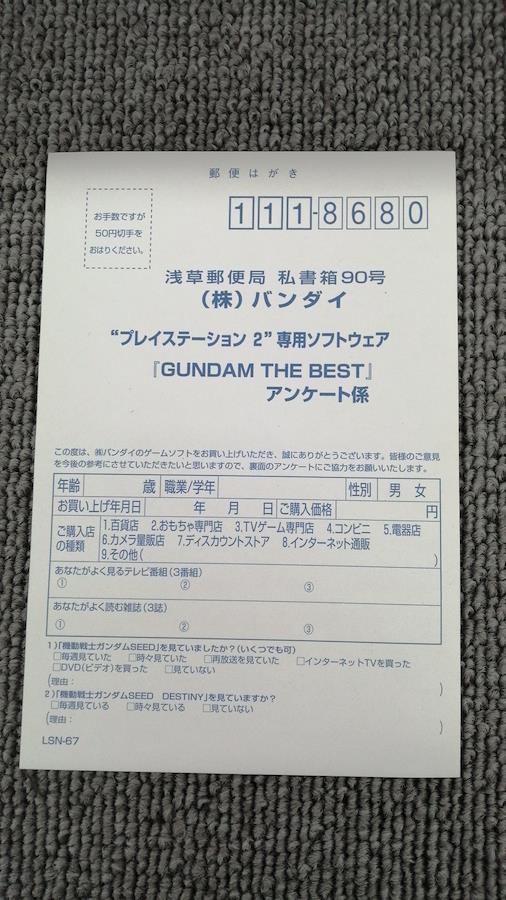 郵便はがき
お手数ですが
50円切手を
おはりください。
111-8680
浅草郵便局 私書箱90号
(株)バンダイ
“プレイステーション 2”専用ソフトウェア
『GUNDAM THE BEST』
アンケート係
この度は、㈱バンダイのゲームソフトをお買い上げいただき、誠にありがとうございます。皆様のご意見
を今後の参考にさせていただきたいと思いますので、裏面のアンケートにご協力をお願いいたします。
年齢 歳 職業/学年 性別 男 女
お買い上げ年月日 年 月 日 ご購入価格 円
ご購入店の種類 1.百貨店 2.おもちゃ専門店 3.TVゲーム専門店 4.コンビニ 5.電器店
6.カメラ量販店 7.ディスカウントストア 8.インターネット通販
9.その他( )
あなたがよく見るテレビ番組(3番組)
① ② ③
あなたがよく読む雑誌(3誌)
① ② ③
1)「機動戦士ガンダムSEED」を見ていましたか?(いくつでも可)
□毎週見ていた □時々見ていた □再放送を見ていた □インターネットTVを買った
□DVD(ビデオ)を買った □見ていない
(理由: )
2)「機動戦士ガンダムSEED DESTINY」を見ていますか?
□毎週見ている □時々見ている □見ていない
(理由: )
LSN-67